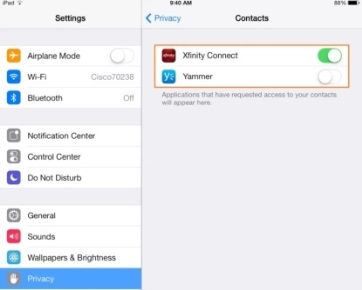 iPad
9:40 AM
86%
Settings
Privacy
Contacts
Airplane Mode
Wi-Fi
Cisco70238
Bluetooth
Off
Notification Center
Control Center
Do Not Disturb
General
Sounds
Wallpapers & Brightness
Privacy
xfinity
Xfinity Connect
Yammer
Applications that have requested access to your contacts
will appear here.